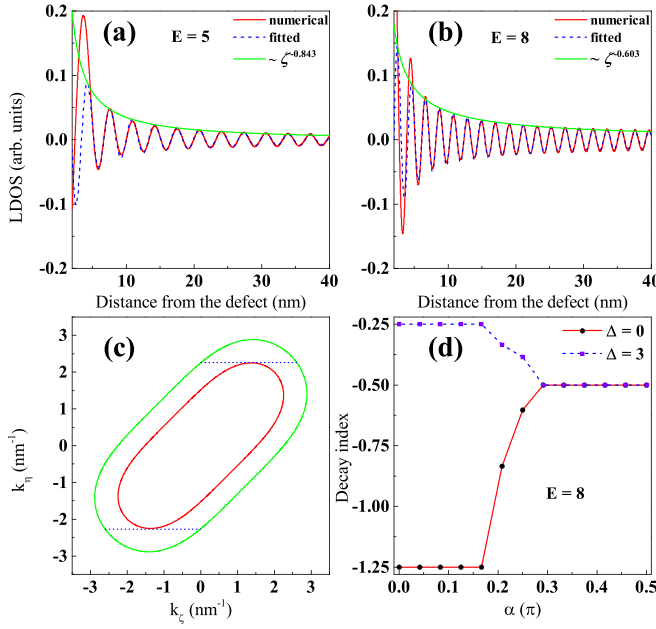 (a)
E = 5
numerical
fitted
~ ζ^-0.843
LDOS (arb. units)
0.2
0.1
0.0
-0.1
-0.2
10 20 30 40
Distance from the defect (nm)
(b)
E = 8
numerical
fitted
~ ζ^-0.603
0.2
0.1
0.0
-0.1
-0.2
10 20 30 40
Distance from the defect (nm)
(c)
kη (nm⁻¹)
3
2
1
0
-1
-2
-3
-3 -2 -1 0 1 2 3
kζ (nm⁻¹)
(d)
Δ = 0
Δ = 3
E = 8
Decay index
-0.25
-0.50
-0.75
-1.00
-1.25
0.0 0.1 0.2 0.3 0.4 0.5
α (π)